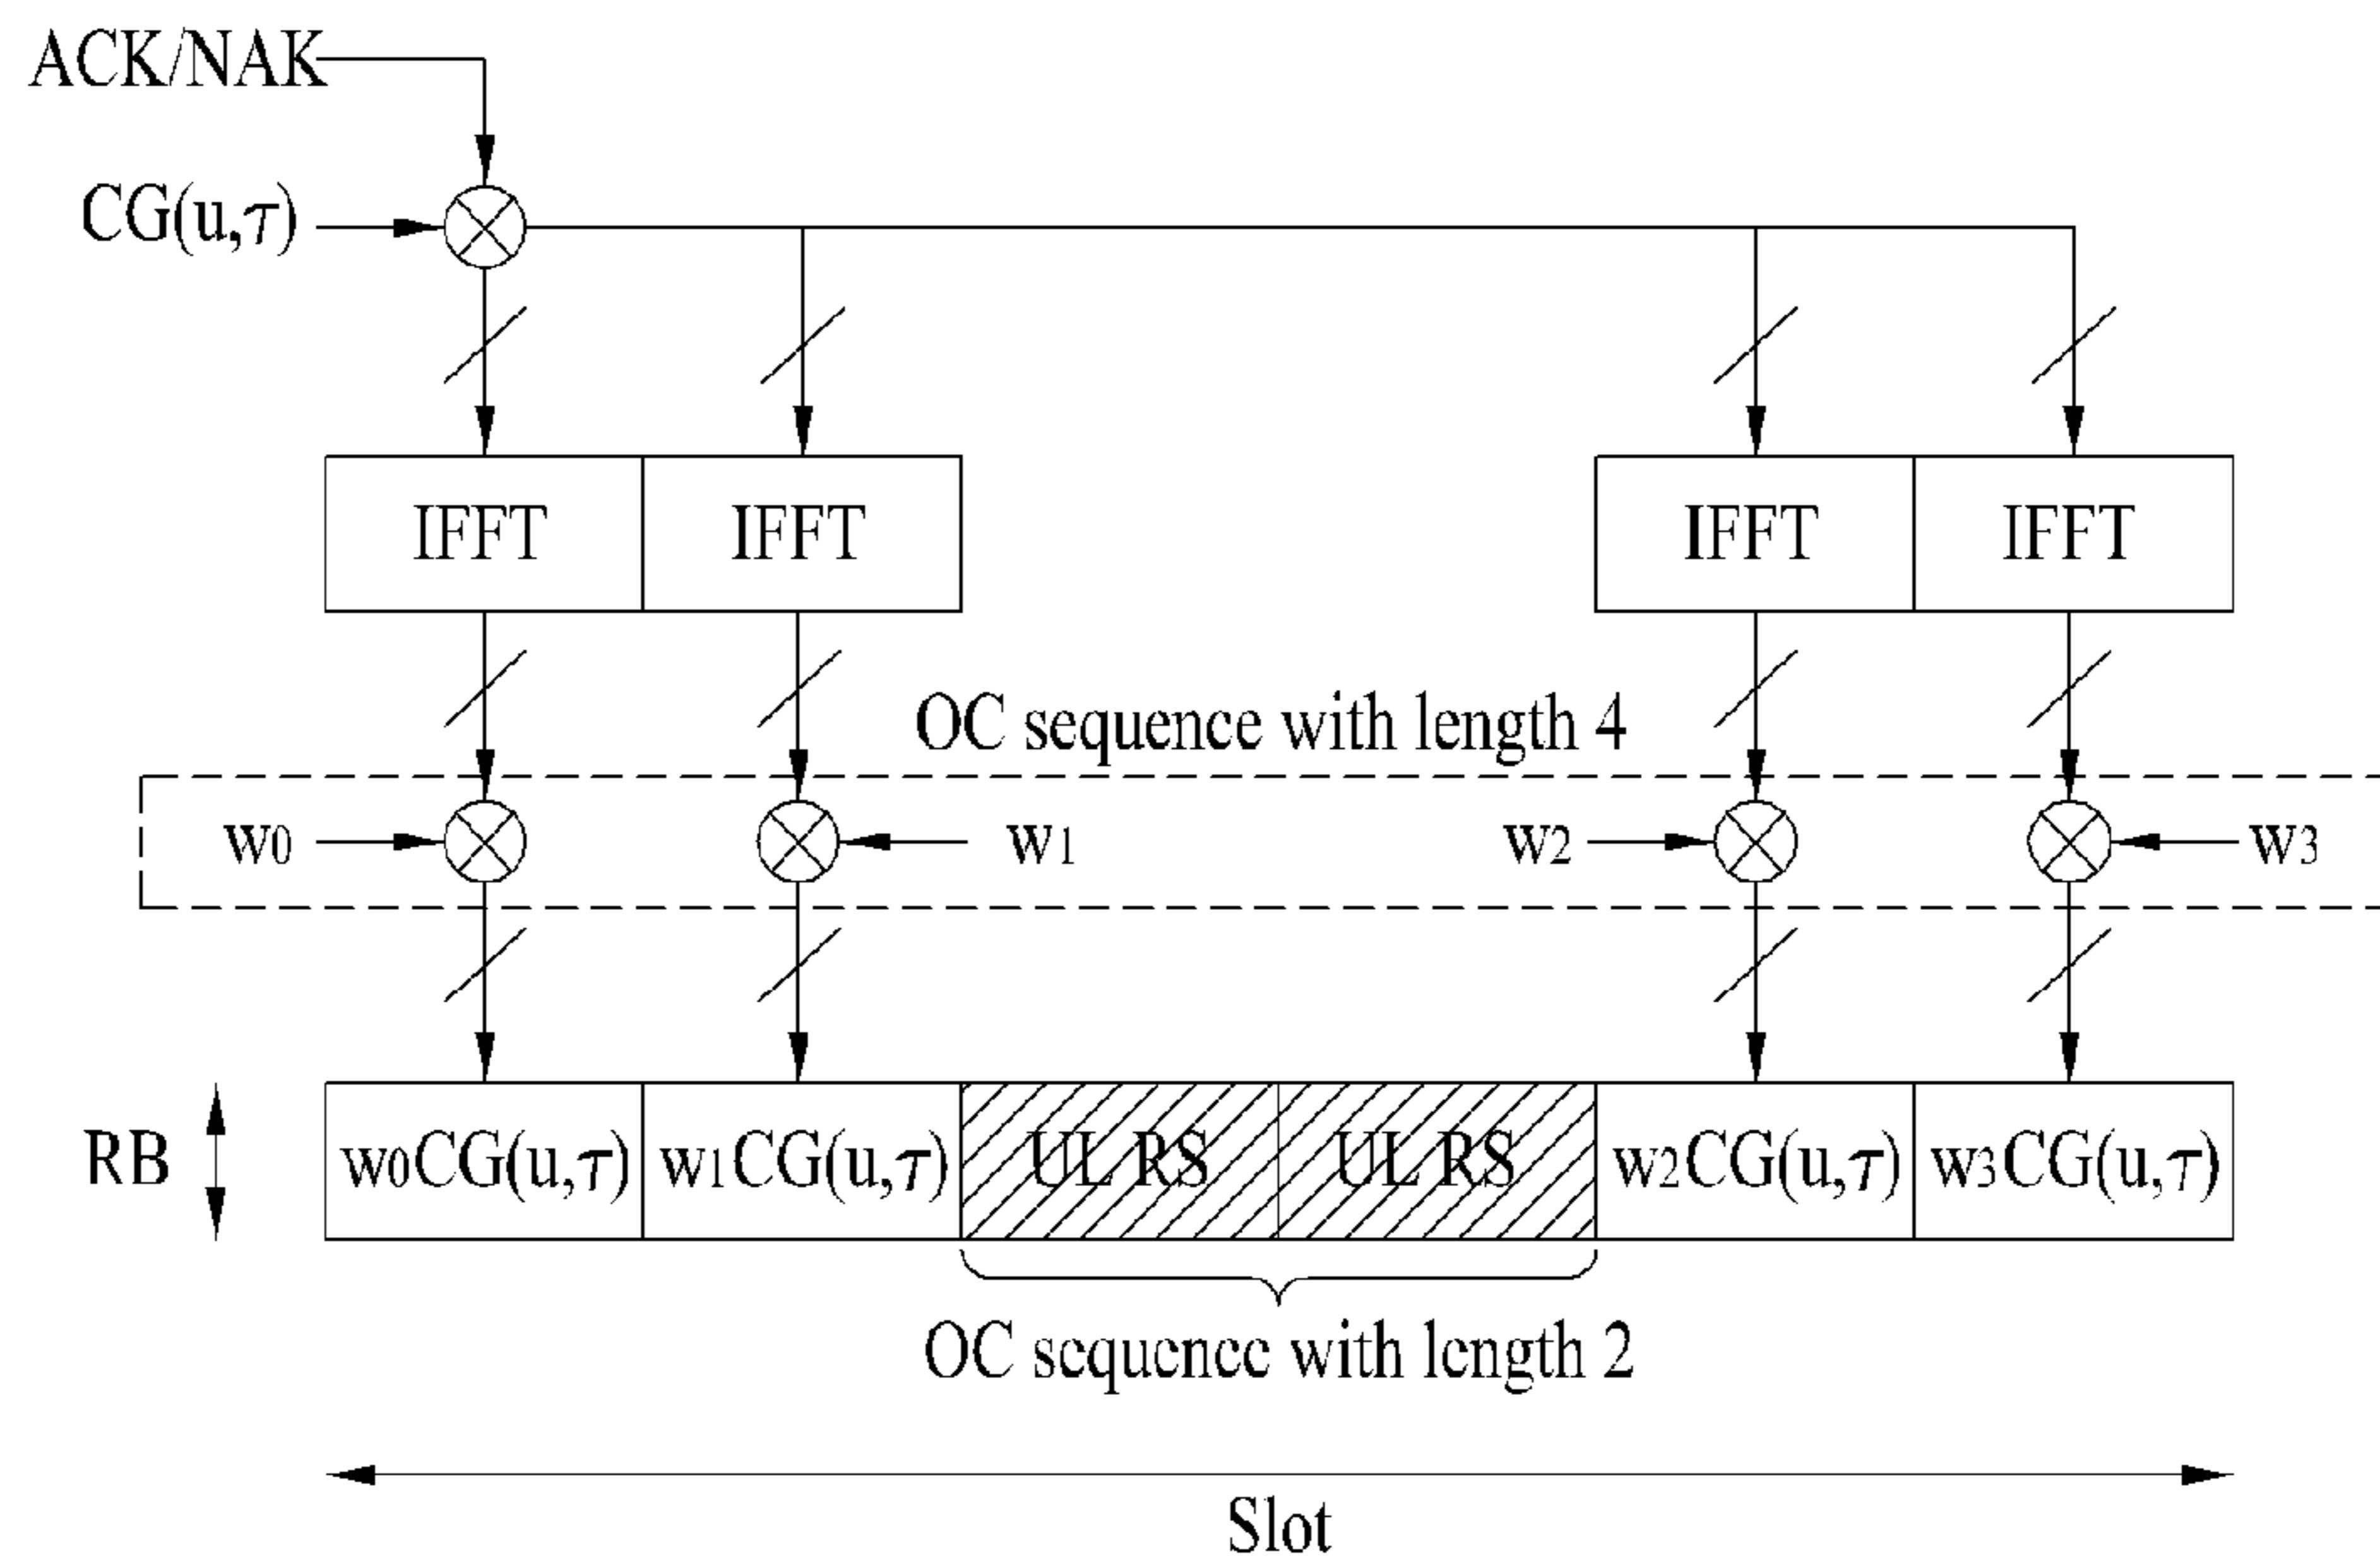 ACK/NAK
CG(u,τ)
IFFT IFFT IFFT IFFT
OC sequence with length 4
w0 w1 w2 w3
RB w0CG(u,τ) w1CG(u,τ) UL RS UL RS w2CG(u,τ) w3CG(u,τ)
OC sequence with length 2
Slot